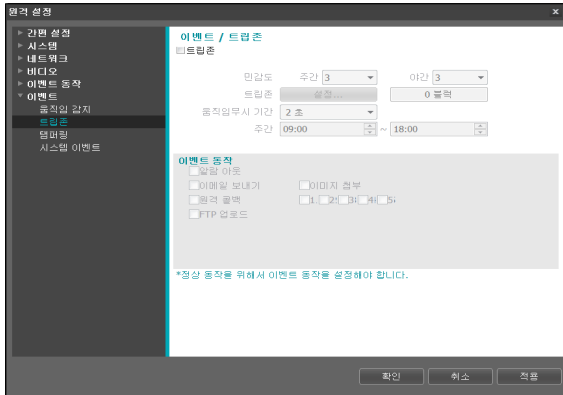 원격 설정
간편 설정
시스템
네트워크
비디오
이벤트 동작
이벤트
움직임 감지
트립존
탬퍼링
시스템 이벤트
이벤트 / 트립존
트립존
민감도 주간 3 야간 3
트립존 설정... 0 블럭
움직임무시 기간 2 초
주간 09:00 ~ 18:00
이벤트 동작
알람 아웃
이메일 보내기 이미지 첨부
원격 콜백
FTP 업로드
*정상 동작을 위해서 이벤트 동작을 설정해야 합니다.
확인 취소 적용